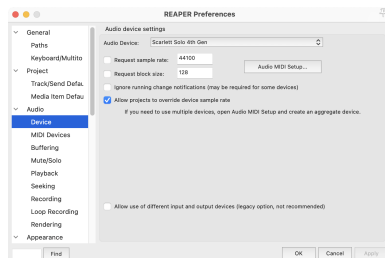 REAPER Preferences
General
Paths
Keyboard/Multito
Project
Track/Send Defau
Media Item Defau
Audio
Device
MIDI Devices
Buffering
Mute/Solo
Playback
Seeking
Recording
Loop Recording
Rendering
Appearance
Find
Audio device settings
Audio Device: Scarlett Solo 4th Gen
Request sample rate: 44100
Audio MIDI Setup...
Request block size: 128
Ignore running change notifications (may be required for some devices)
Allow projects to override device sample rate
If you need to use multiple devices, open Audio MIDI Setup and create an aggregate device.
Allow use of different input and output devices (legacy option, not recommended)
OK Cancel Apply